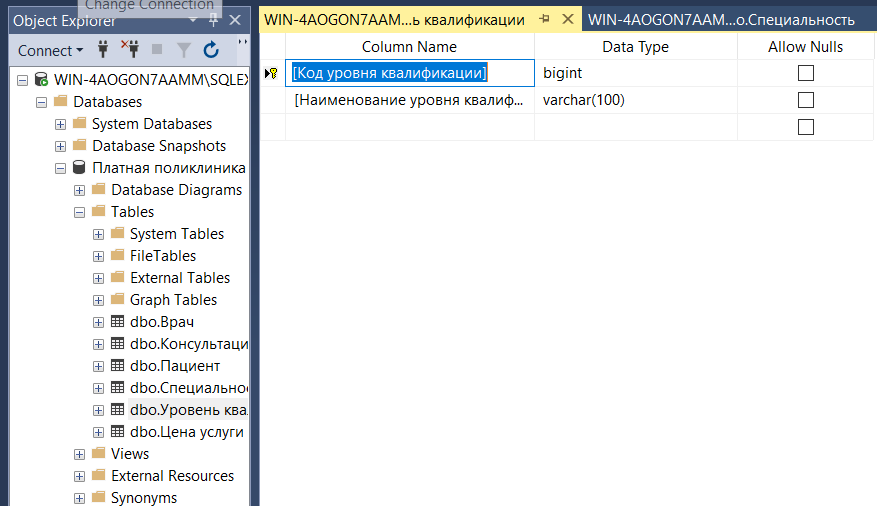 Change Connection
Object Explorer
Connect
WIN-4AOGON7AAMM\SQLEX
Databases
System Databases
Database Snapshots
Платная поликлиника
Database Diagrams
Tables
System Tables
FileTables
External Tables
Graph Tables
dbo.Врач
dbo.Консультаци
dbo.Пациент
dbo.Специальнос
dbo.Уровень ква
dbo.Цена услуги
Views
External Resources
Synonyms
WIN-4AOGON7AAM...ь квалификации
WIN-4AOGON7AAM...o.Специальность
Column Name Data Type Allow Nulls
[Код уровня квалификации] bigint
[Наименование уровня квалиф... varchar(100)